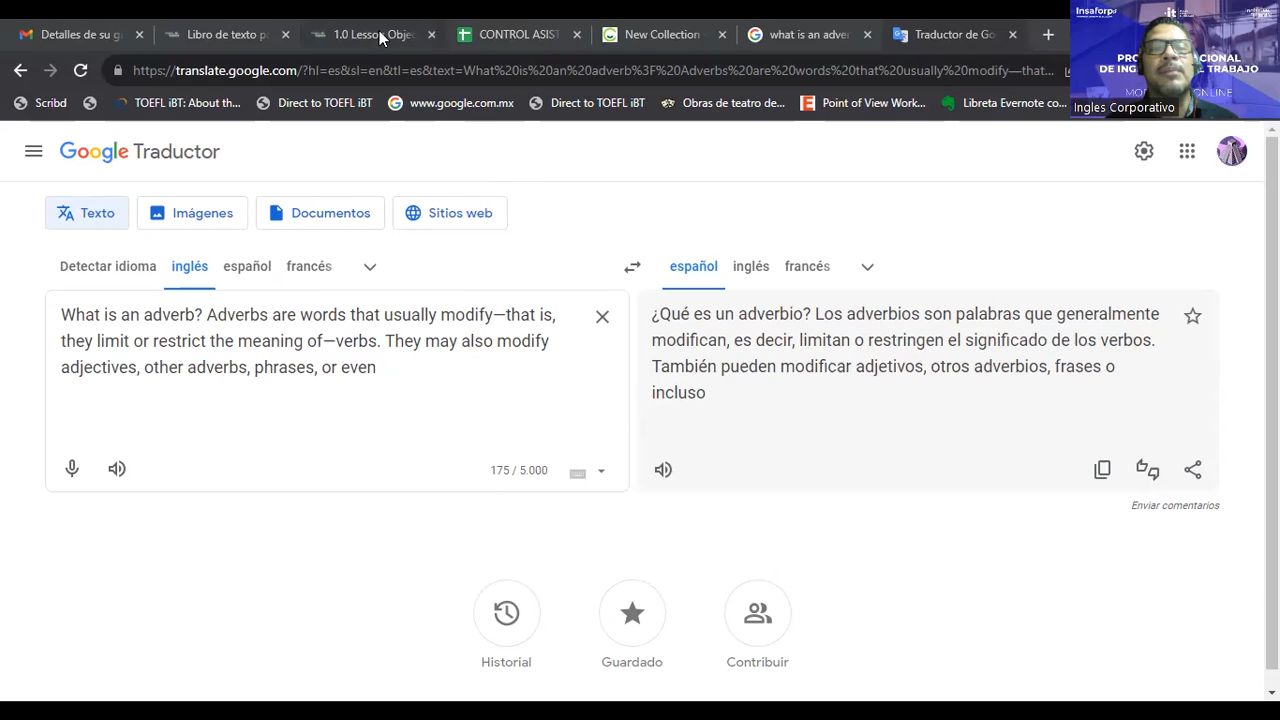 Detalles de su g
Libro de texto pa
1.0 Lesson Obje
CONTROL ASIST
New Collection
what is an adver
Traductor de Go
https://translate.google.com/?hl=es&sl=en&tl=es&text=What%20is%20an%20adverb%3F%20Adverbs%20are%20words%20that%20usually%20modify—that...
Scribd
TOEFL iBT: About th...
Direct to TOEFL iBT
www.google.com.mx
Direct to TOEFL iBT
Obras de teatro de...
Point of View Work...
Libreta Evernote co...
Insaforp
Ingles Corporativo
Google Traductor
Texto
Imágenes
Documentos
Sitios web
Detectar idioma
inglés
español
francés
español
inglés
francés
What is an adverb? Adverbs are words that usually modify—that is,
they limit or restrict the meaning of—verbs. They may also modify
adjectives, other adverbs, phrases, or even
175 / 5.000
¿Qué es un adverbio? Los adverbios son palabras que generalmente
modifican, es decir, limitan o restringen el significado de los verbos.
También pueden modificar adjetivos, otros adverbios, frases o
incluso
Enviar comentarios
Historial
Guardado
Contribuir